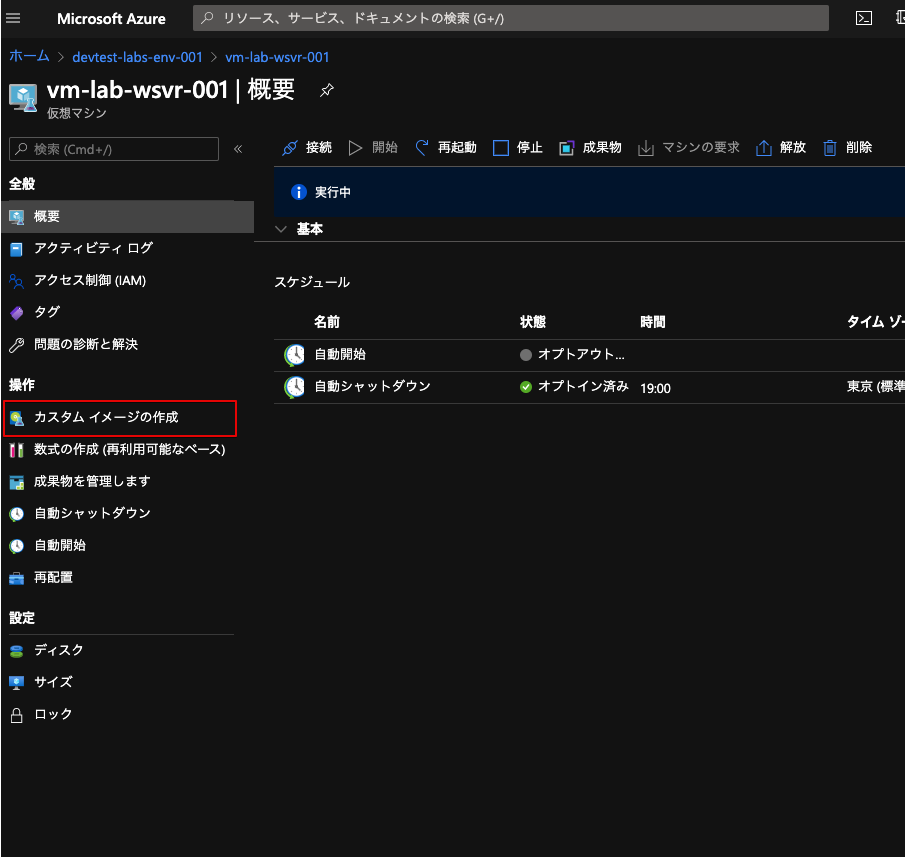 Microsoft Azure
リソース、サービス、ドキュメントの検索 (G+/)
ホーム > devtest-labs-env-001 > vm-lab-wsvr-001
vm-lab-wsvr-001 | 概要
仮想マシン
検索 (Cmd+/)
«
接続 開始 再起動 停止 成果物 マシンの要求 解放 削除
全般
概要
アクティビティ ログ
アクセス制御 (IAM)
タグ
問題の診断と解決
操作
カスタム イメージの作成
数式の作成 (再利用可能なベース)
成果物を管理します
自動シャットダウン
自動開始
再配置
設定
ディスク
サイズ
ロック
実行中
基本
スケジュール
名前 状態 時間 タイム ゾー
自動開始 オプトアウト...
自動シャットダウン オプトイン済み 19:00 東京 (標準